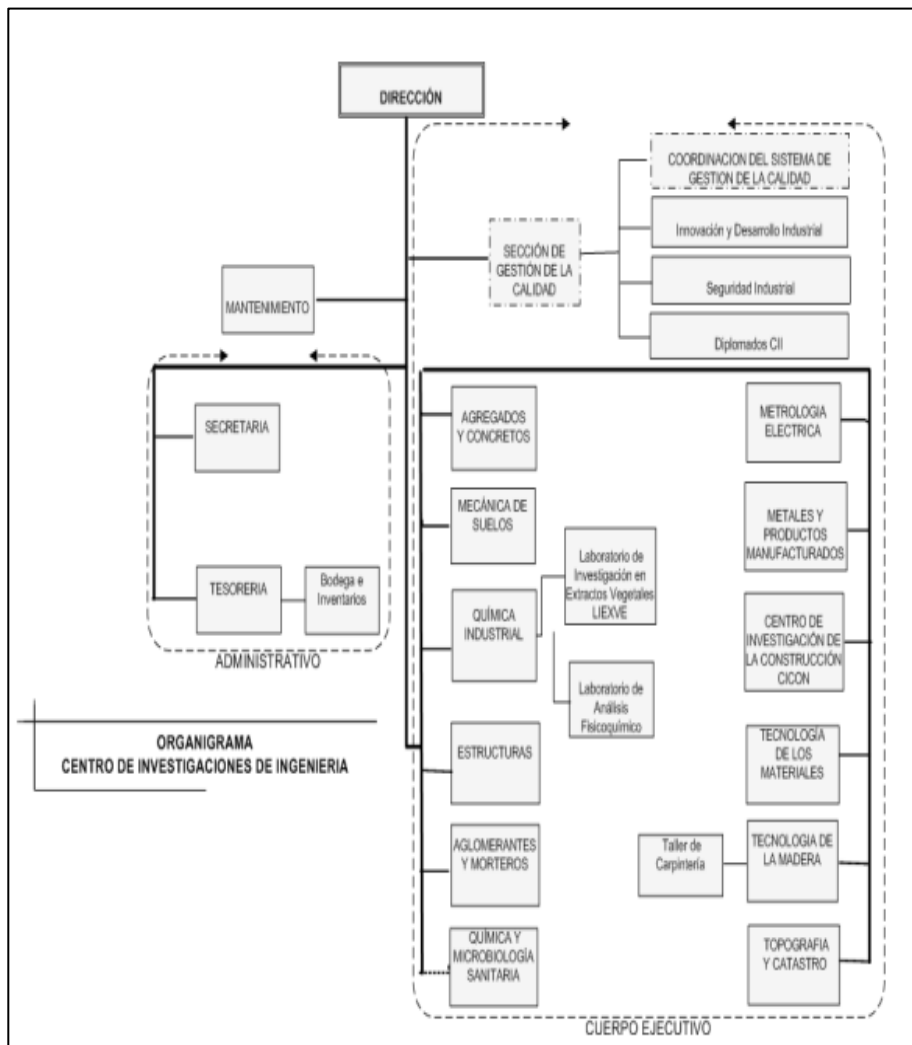 DIRECCIÓN
COORDINACION DEL SISTEMA DE
GESTION DE LA CALIDAD
Innovación y Desarrollo Industrial
SECCIÓN DE
GESTIÓN DE LA
CALIDAD
Seguridad Industrial
MANTENIMIENTO
Diplomados CII
SECRETARIA
TESORERIA
Bodega e
Inventarios
ADMINISTRATIVO
ORGANIGRAMA
CENTRO DE INVESTIGACIONES DE INGENIERIA
AGREGADOS
Y CONCRETOS
MECÁNICA DE
SUELOS
QUÍMICA
INDUSTRIAL
Laboratorio de
Investigación en
Extractos Vegetales
LIEXVE
Laboratorio de
Análisis
Fisicoquímico
ESTRUCTURAS
AGLOMERANTES
Y MORTEROS
QUÍMICA Y
MICROBIOLOGÍA
SANITARIA
METROLOGIA
ELECTRICA
METALES Y
PRODUCTOS
MANUFACTURADOS
CENTRO DE
INVESTIGACIÓN DE
LA CONSTRUCCIÓN
CICON
TECNOLOGÍA
DE LOS
MATERIALES
Taller de
Carpintería
TECNOLOGIA DE
LA MADERA
TOPOGRAFIA
Y CATASTRO
CUERPO EJECUTIVO